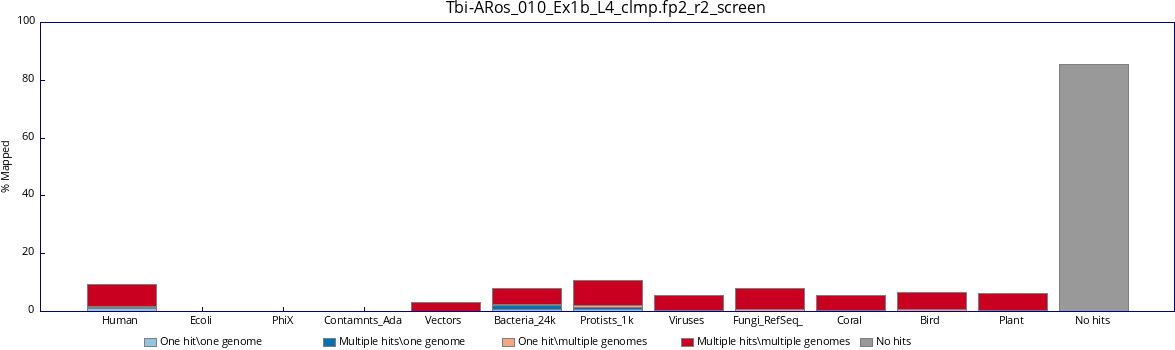 Tbi-ARos_010_Ex1b_L4_clmp.fp2_r2_screen
100
80
60
40
20
0
% Mapped
Human Ecoli PhiX Contamnts_Ada Vectors Bacteria_24k Protists_1k Viruses Fungi_RefSeq_ Coral Bird Plant No hits
One hit\one genome Multiple hits\one genome One hit\multiple genomes Multiple hits\multiple genomes No hits